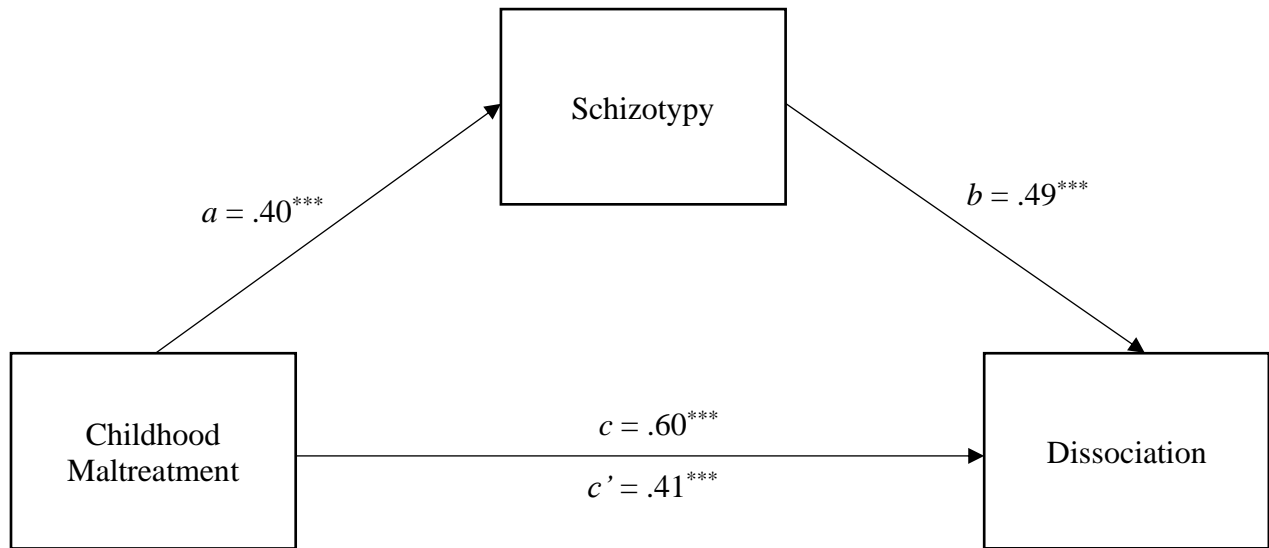 Schizotypy
a = .40***
b = .49***
Childhood
Maltreatment
c = .60***
c’ = .41***
Dissociation